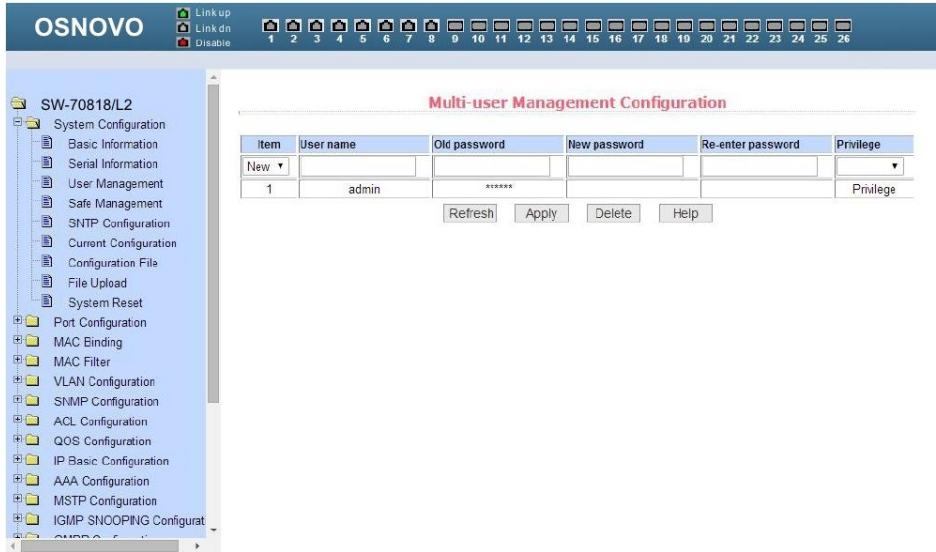 OSNOVO
Link up
Link dn
Disable
1 2 3 4 5 6 7 8 9 10 11 12 13 14 15 16 17 18 19 20 21 22 23 24 25 26
SW-70818/L2
System Configuration
Basic Information
Serial Information
User Management
Safe Management
SNTP Configuration
Current Configuration
Configuration File
File Upload
System Reset
Port Configuration
MAC Binding
MAC Filter
VLAN Configuration
SNMP Configuration
ACL Configuration
QOS Configuration
IP Basic Configuration
AAA Configuration
MSTP Configuration
IGMP SNOOPING Configurat
Multi-user Management Configuration
Item User name Old password New password Re-enter password Privilege
New
1 admin ****** Privilege
Refresh Apply Delete Help